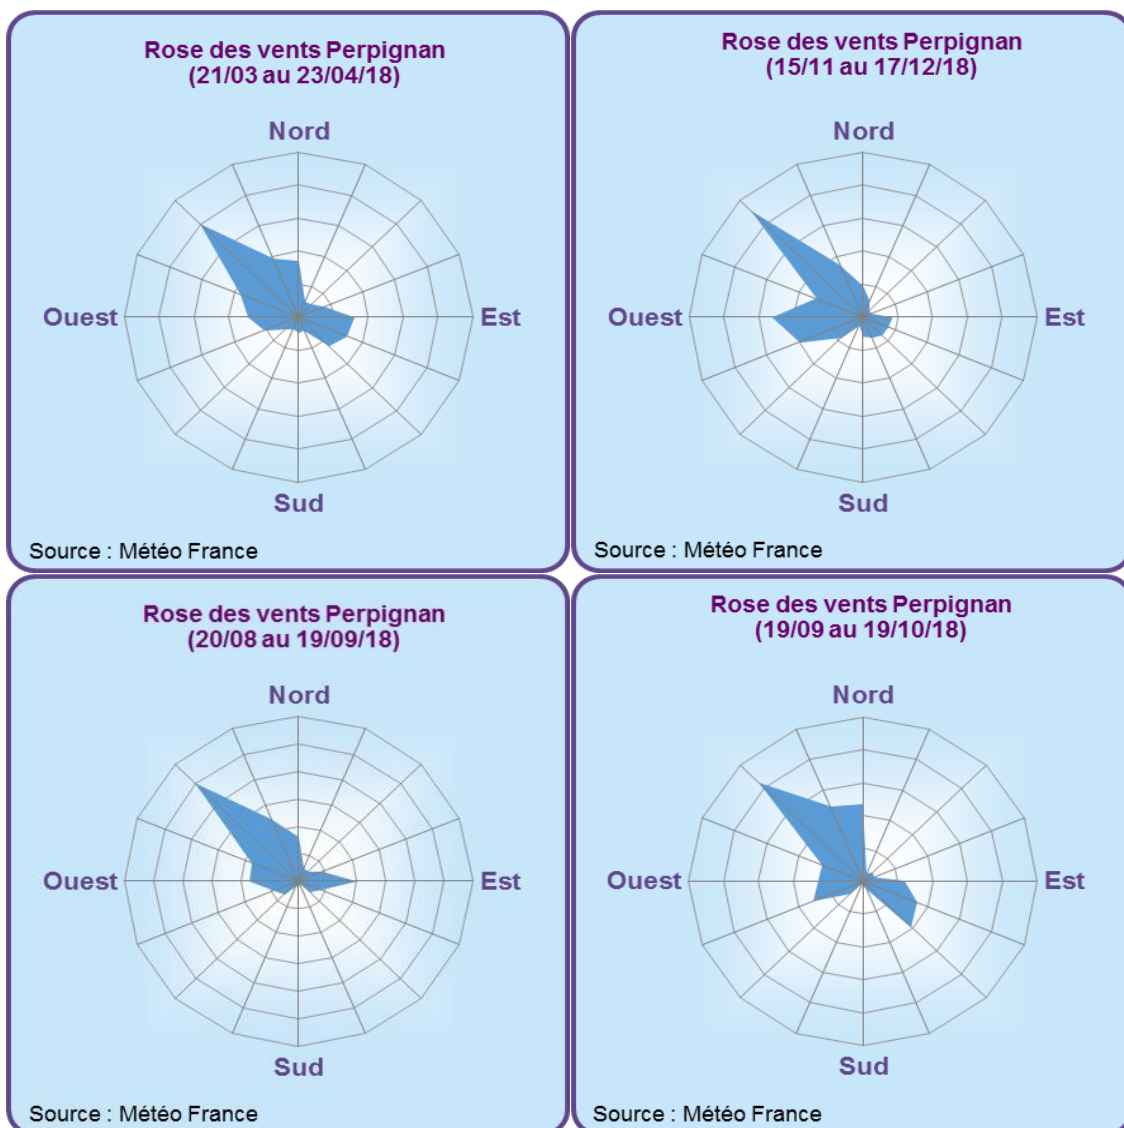 Rose des vents Perpignan
(21/03 au 23/04/18)
Nord
Ouest
Est
Sud
Source : Météo France
Rose des vents Perpignan
(15/11 au 17/12/18)
Nord
Ouest
Est
Sud
Source : Météo France
Rose des vents Perpignan
(20/08 au 19/09/18)
Nord
Ouest
Est
Sud
Source : Météo France
Rose des vents Perpignan
(19/09 au 19/10/18)
Nord
Ouest
Est
Sud
Source : Météo France